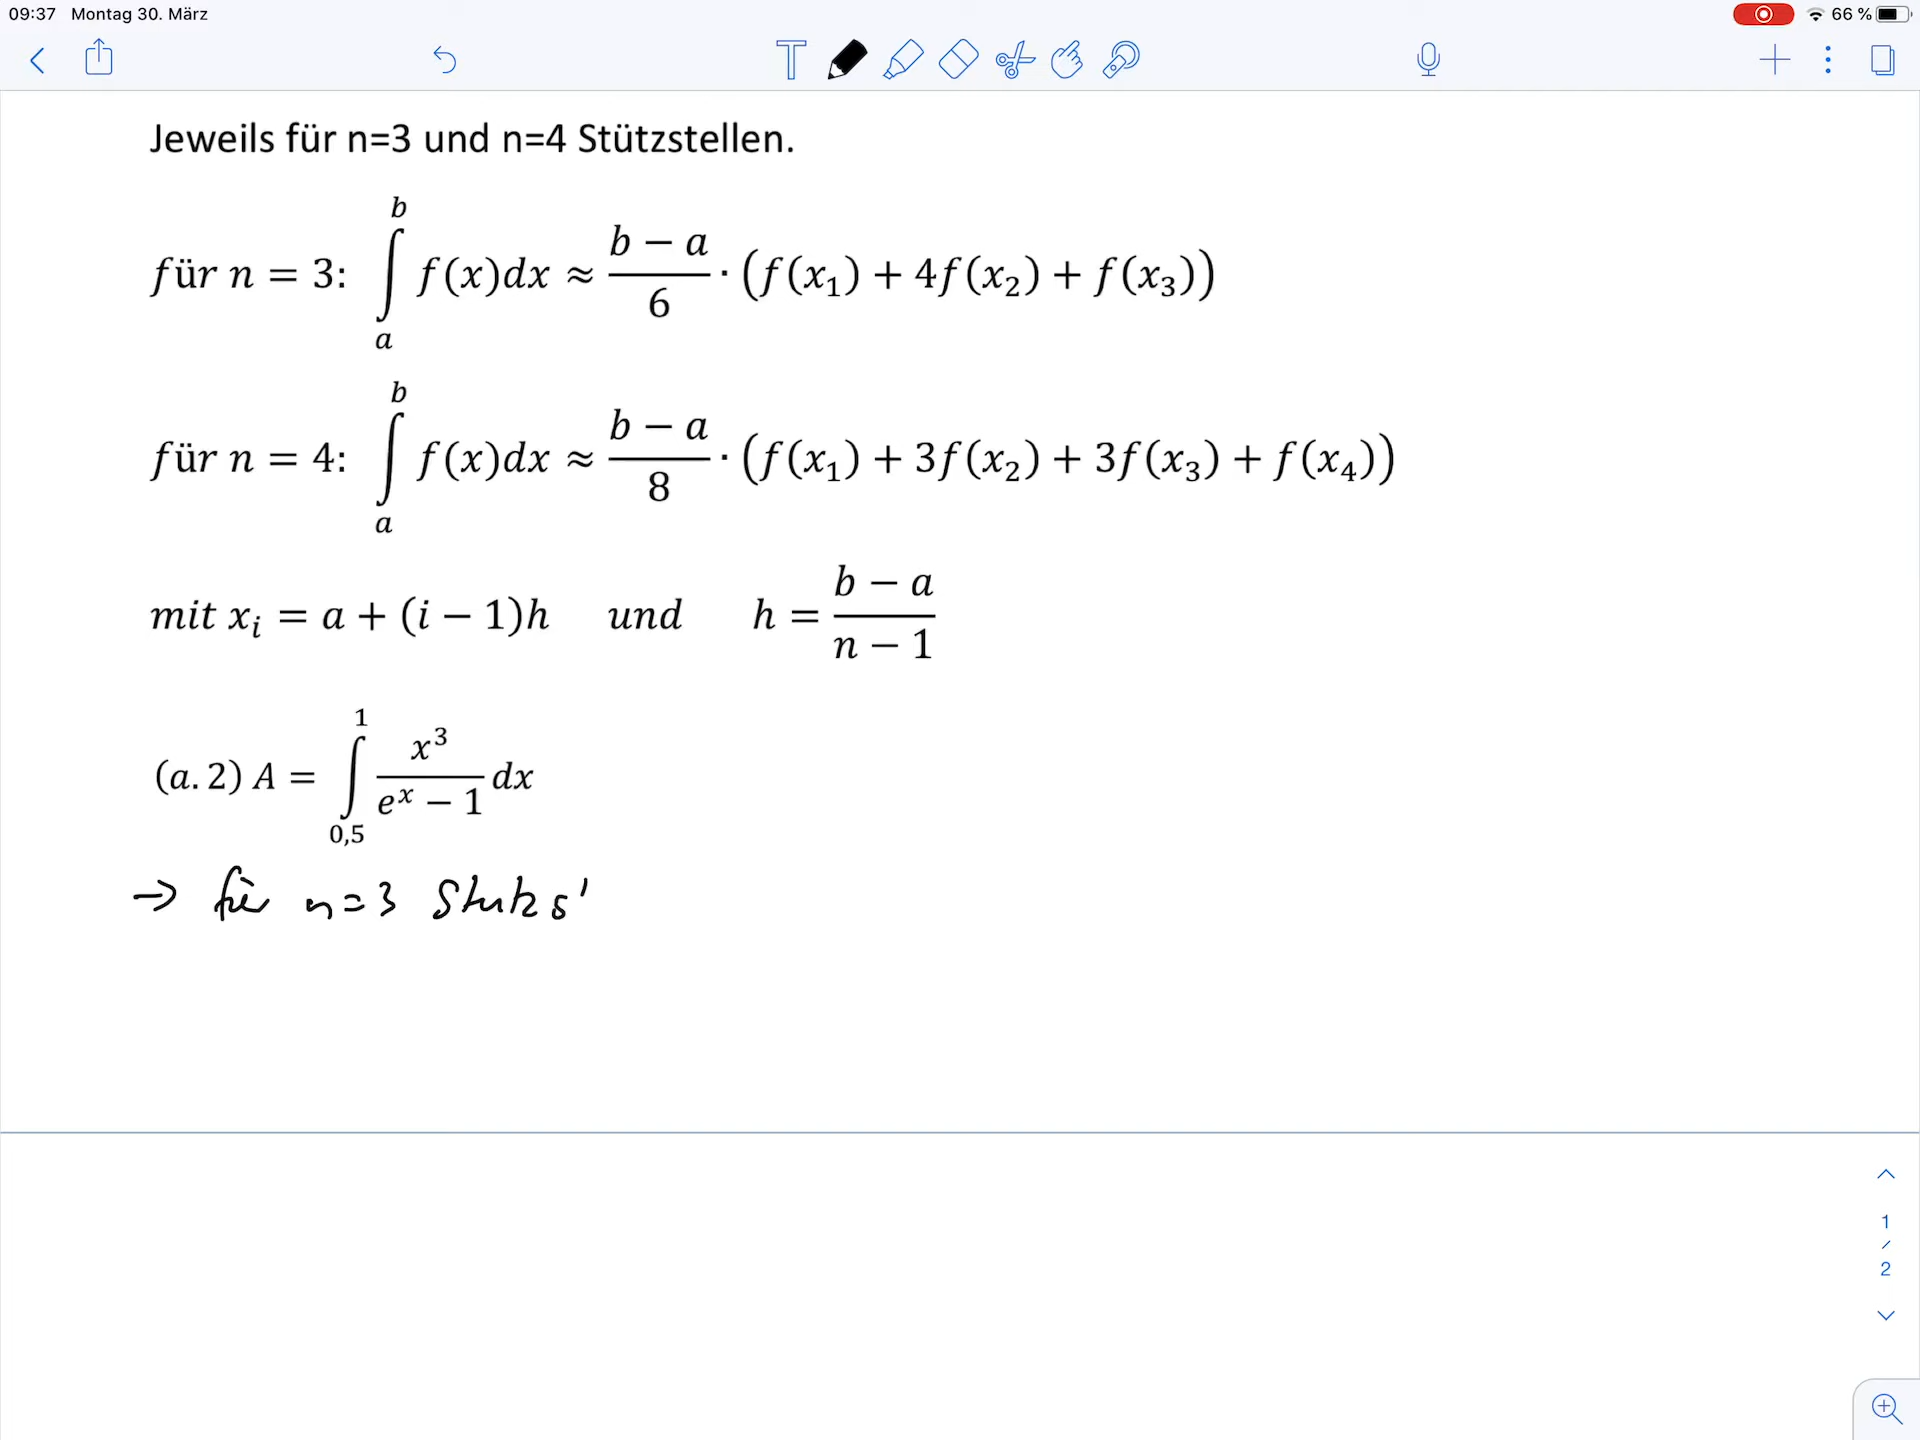 09:37 Montag 30. März 66 %
Jeweils für n=3 und n=4 Stützstellen.
für n = 3: ∫_a^b f(x)dx ≈ (b − a)/6 · (f(x₁) + 4f(x₂) + f(x₃))
für n = 4: ∫_a^b f(x)dx ≈ (b − a)/8 · (f(x₁) + 3f(x₂) + 3f(x₃) + f(x₄))
mit xᵢ = a + (i − 1)h und h = (b − a)/(n − 1)
(a. 2) A = ∫_{0,5}^1 x³/(eˣ − 1) dx
→ für n=3
1
/
2